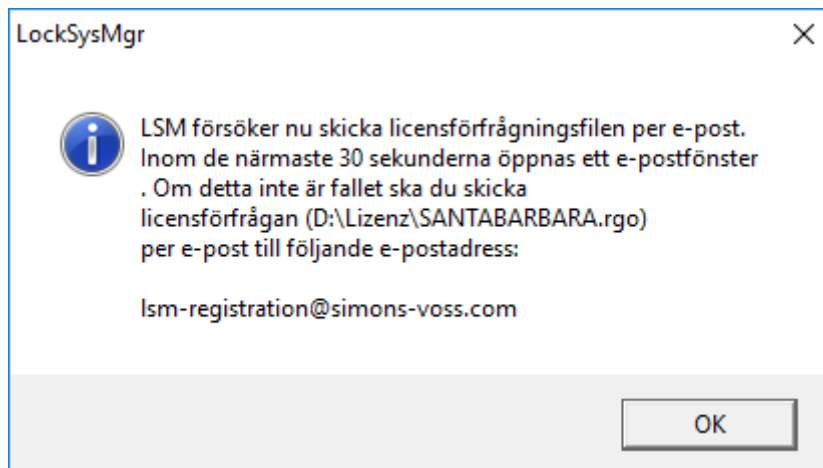 LockSysMgr
LSM försöker nu skicka licensförfrågningsfilen per e-post.
Inom de närmaste 30 sekunderna öppnas ett e-postfönster
. Om detta inte är fallet ska du skicka
licensförfrågan (D:\Lizenz\SANTABARBARA.rgo)
per e-post till följande e-postadress:
lsm-registration@simons-voss.com
OK